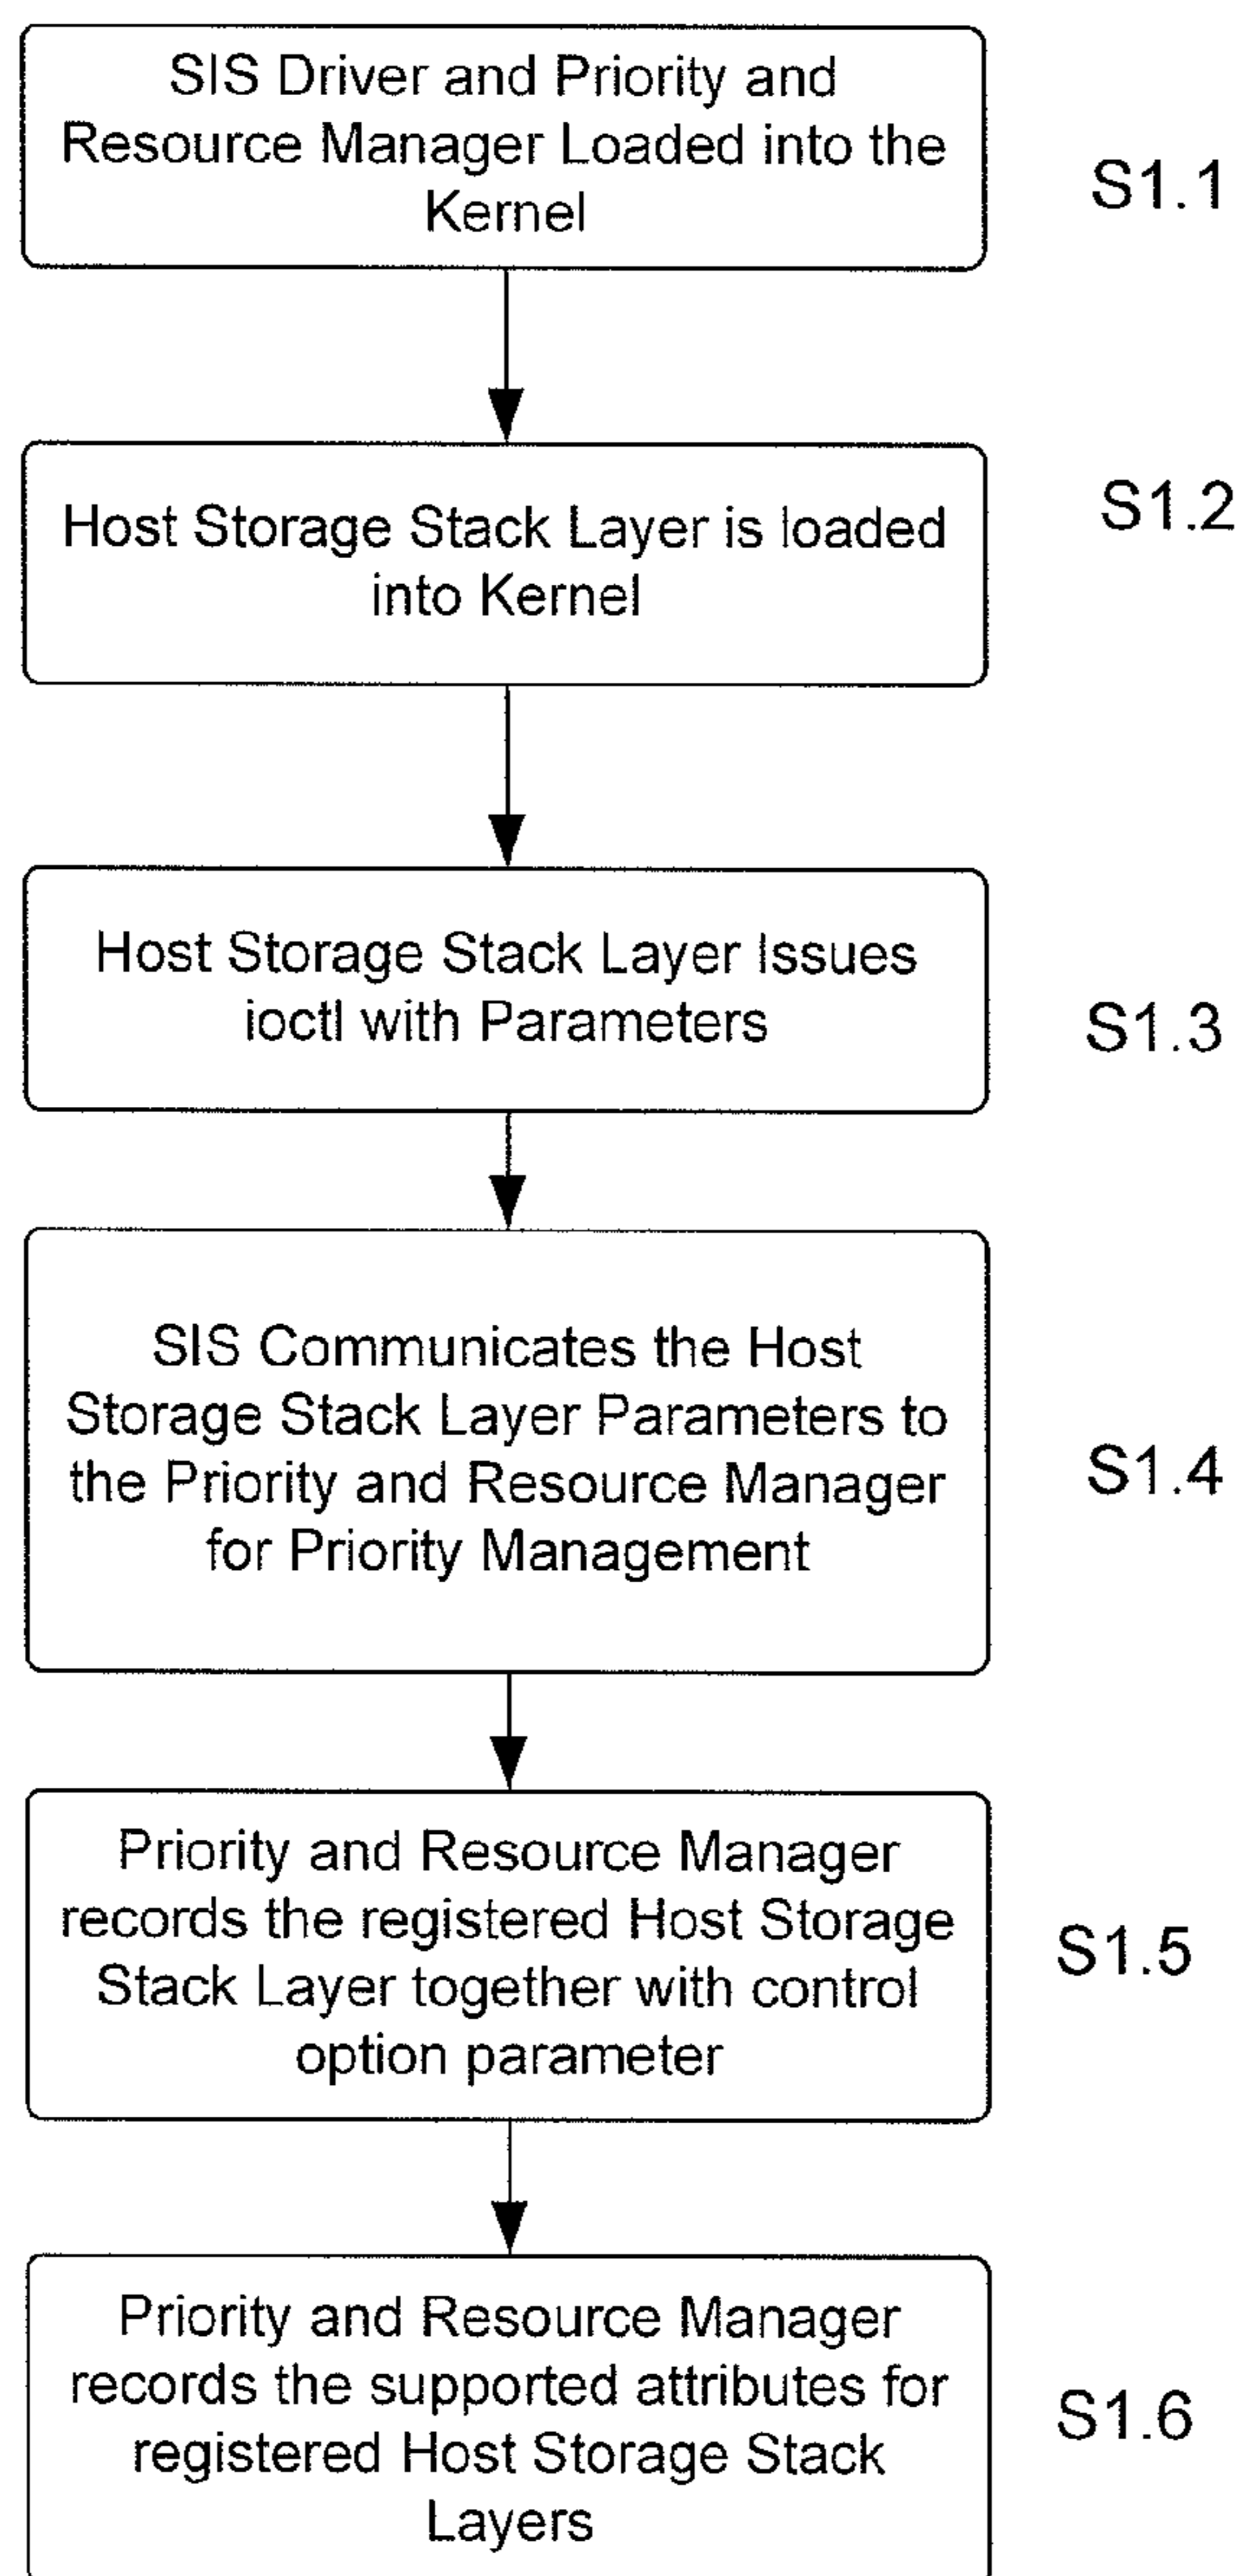 SIS Driver and Priority and
Resource Manager Loaded into the
Kernel
S1.1
Host Storage Stack Layer is loaded
into Kernel
S1.2
Host Storage Stack Layer Issues
ioctl with Parameters
S1.3
SIS Communicates the Host
Storage Stack Layer Parameters to
the Priority and Resource Manager
for Priority Management
S1.4
Priority and Resource Manager
records the registered Host Storage
Stack Layer together with control
option parameter
S1.5
Priority and Resource Manager
records the supported attributes for
registered Host Storage Stack
Layers
S1.6